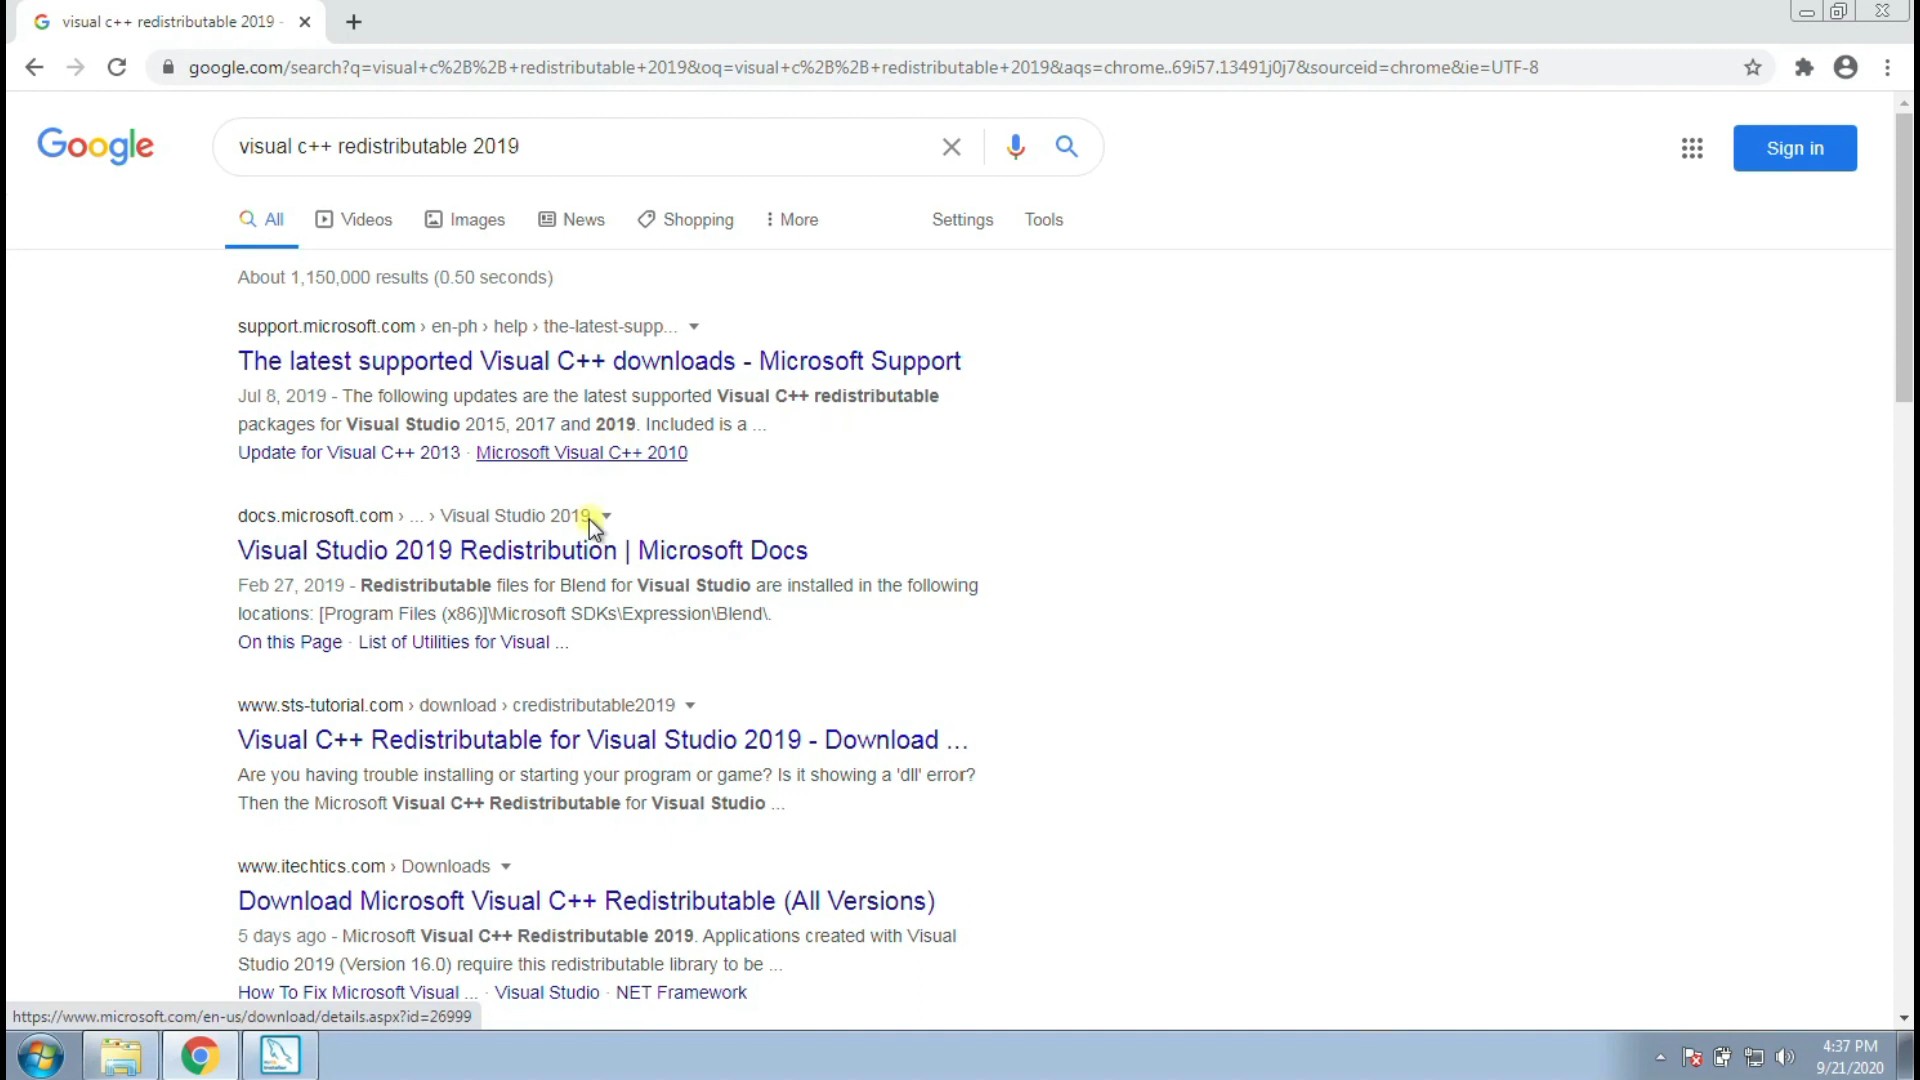 visual c++ redistributable 2019 -
google.com/search?q=visual+c%2B%2B+redistributable+2019&oq=visual+c%2B%2B+redistributable+2019&aqs=chrome..69i57.13491j0j7&sourceid=chrome&ie=UTF-8
Google
visual c++ redistributable 2019
Sign in
All Videos Images News Shopping More Settings Tools
About 1,150,000 results (0.50 seconds)
support.microsoft.com › en-ph › help › the-latest-supp...
The latest supported Visual C++ downloads - Microsoft Support
Jul 8, 2019 - The following updates are the latest supported Visual C++ redistributable
packages for Visual Studio 2015, 2017 and 2019. Included is a ...
Update for Visual C++ 2013 · Microsoft Visual C++ 2010
docs.microsoft.com › ... › Visual Studio 2019
Visual Studio 2019 Redistribution | Microsoft Docs
Feb 27, 2019 - Redistributable files for Blend for Visual Studio are installed in the following
locations: [Program Files (x86)]\Microsoft SDKs\Expression\Blend\.
On this Page · List of Utilities for Visual ...
www.sts-tutorial.com › download › credistributable2019
Visual C++ Redistributable for Visual Studio 2019 - Download ...
Are you having trouble installing or starting your program or game? Is it showing a 'dll' error?
Then the Microsoft Visual C++ Redistributable for Visual Studio ...
www.itechtics.com › Downloads
Download Microsoft Visual C++ Redistributable (All Versions)
5 days ago - Microsoft Visual C++ Redistributable 2019. Applications created with Visual
Studio 2019 (Version 16.0) require this redistributable library to be ...
How To Fix Microsoft Visual ... · Visual Studio · NET Framework
https://www.microsoft.com/en-us/download/details.aspx?id=26999
4:37 PM
9/21/2020